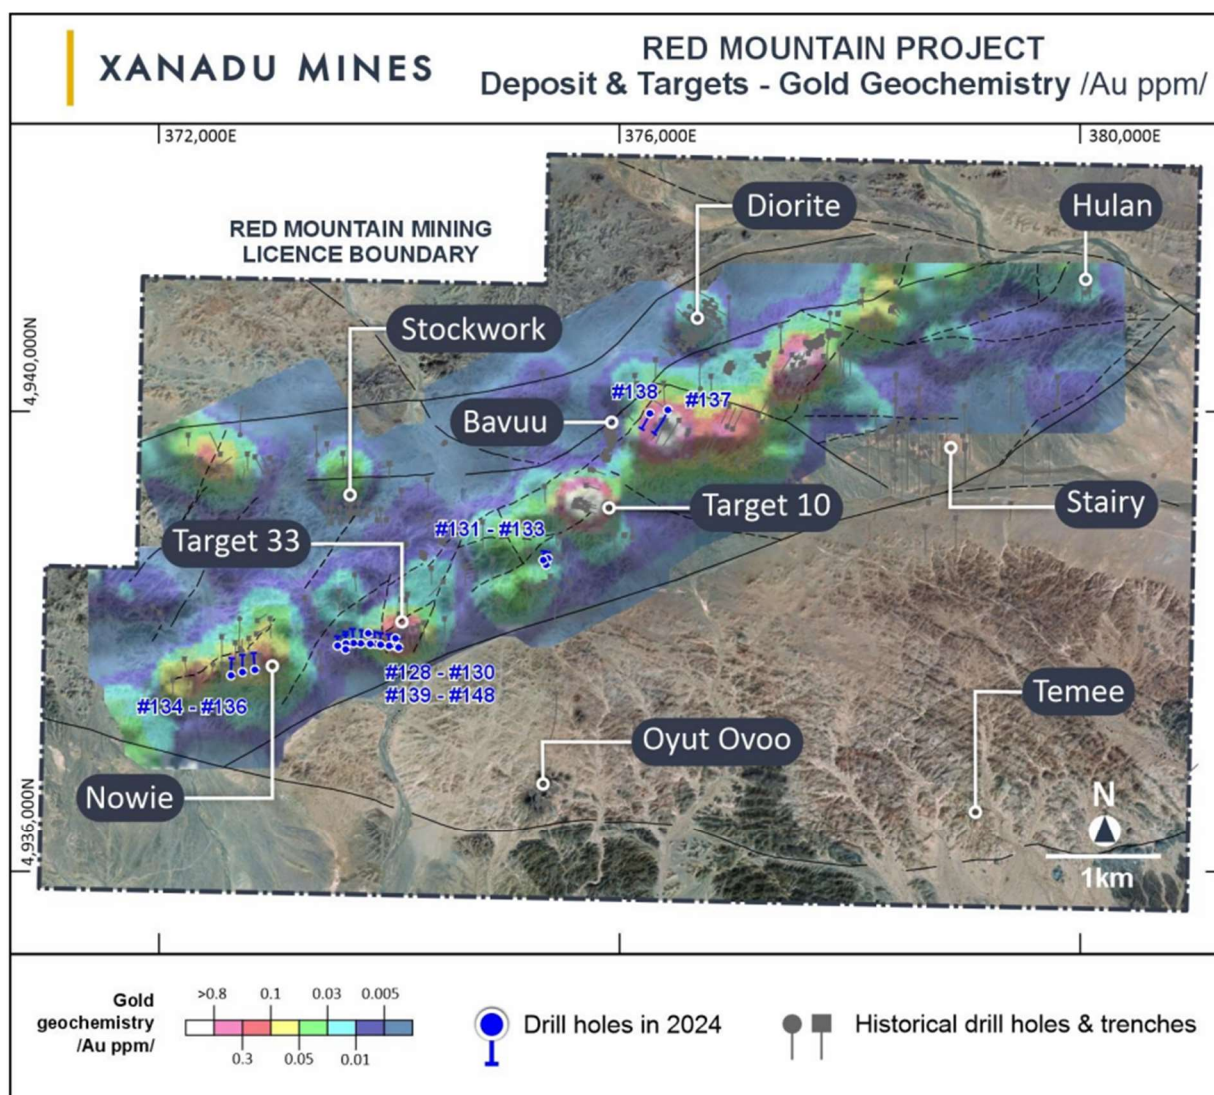 XANADU MINES
RED MOUNTAIN PROJECT
Deposit & Targets - Gold Geochemistry /Au ppm/
372,000E
376,000E
380,000E
RED MOUNTAIN MINING
LICENCE BOUNDARY
Diorite
Hulan
Stockwork
4,940,000N
#138
#137
Bavuu
Target 10
Stairy
#131 - #133
Target 33
#128 - #130
#139 - #148
#134 - #136
Temee
Oyut Ovoo
Nowie
4,936,000N
N
1km
Gold
geochemistry
/Au ppm/
>0.8
0.1
0.03
0.005
0.3
0.05
0.01
Drill holes in 2024
Historical drill holes & trenches